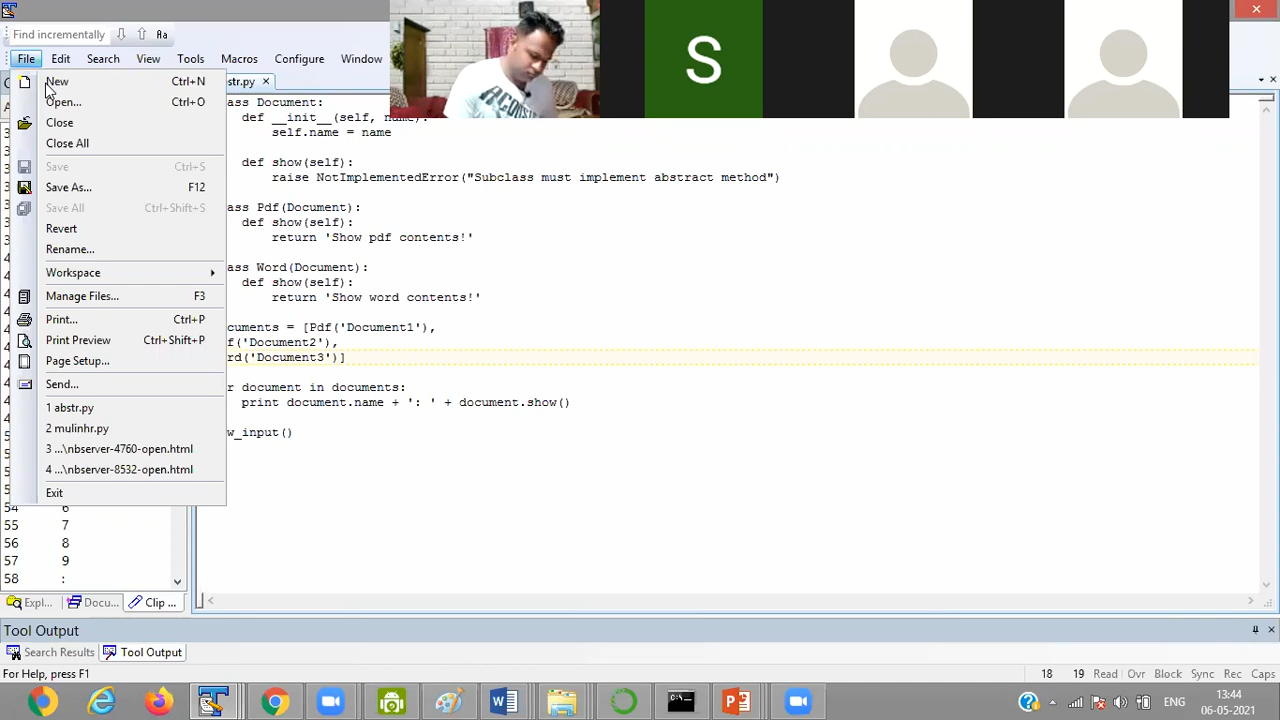 Find incrementally
Aa
File Edit Search View Tools Macros Configure Window
New Ctrl+N
Open... Ctrl+O
Close
Close All
Save Ctrl+S
Save As... F12
Save All Ctrl+Shift+S
Revert
Rename...
Workspace
Manage Files... F3
Print... Ctrl+P
Print Preview Ctrl+Shift+P
Page Setup...
Send...
1 abstr.py
2 mulinhr.py
3 ...\nbserver-4760-open.html
4 ...\nbserver-8532-open.html
Exit
54 6
55 7
56 8
57 9
58 :
Expl... Docu... Clip ...
str.py
ass Document:
def __init__(self, name):
self.name = name
def show(self):
raise NotImplementedError("Subclass must implement abstract method")
ass Pdf(Document):
def show(self):
return 'Show pdf contents!'
ass Word(Document):
def show(self):
return 'Show word contents!'
cuments = [Pdf('Document1'),
f('Document2'),
rd('Document3')]
r document in documents:
print document.name + ': ' + document.show()
w_input()
S
Tool Output
Search Results Tool Output
For Help, press F1
18 19 Read Ovr Block Sync Rec Caps
ENG
13:44
06-05-2021